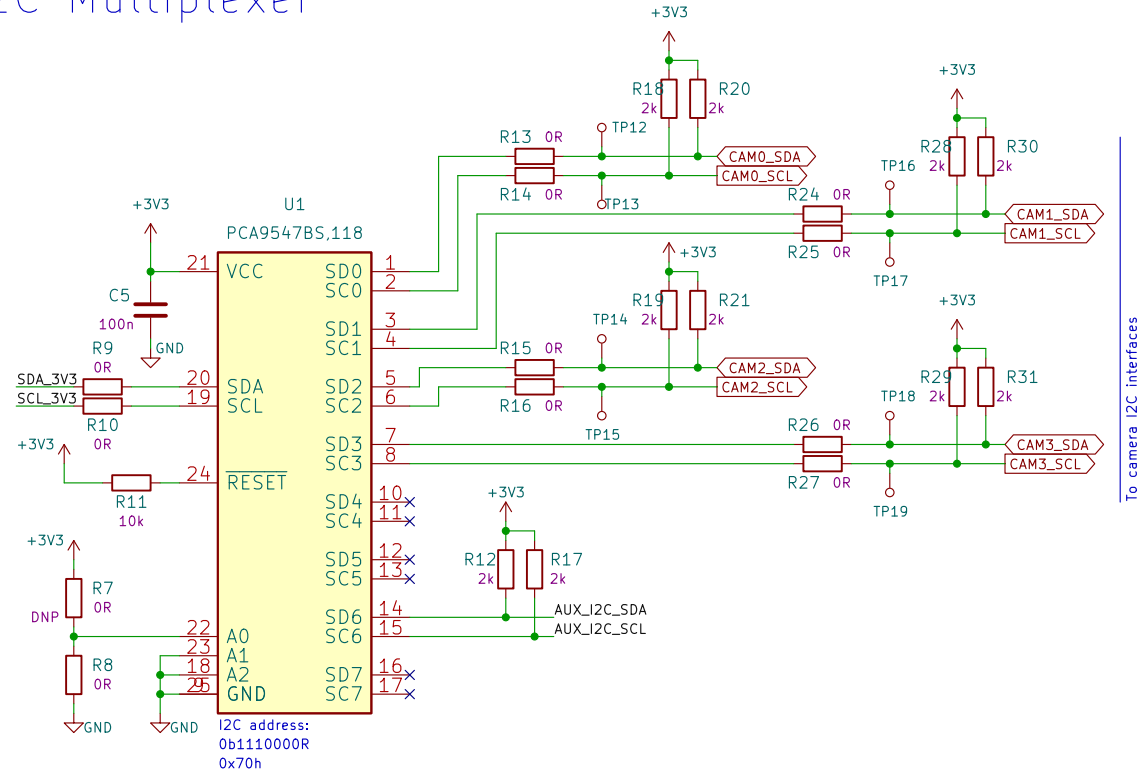 Multiplexer
+3V3
R18
2k
R20
2k
+3V3
R28
2k
R30
2k
R13 0R
R14 0R
TP12
TP13
CAM0_SDA
CAM0_SCL
TP16
R24 0R
R25 0R
TP17
CAM1_SDA
CAM1_SCL
+3V3
U1
PCA9547BS,118
21 VCC
C5
100n
GND
R9
0R
SDA_3V3
SCL_3V3
R10
0R
20 SDA
19 SCL
+3V3
R11
10k
24 RESET
+3V3
R7
0R
DNP
R8
0R
GND
22 A0
23 A1
18 A2
9 25 GND
GND
SD0 1
SC0 2
SD1 3
SC1 4
SD2 5
SC2 6
SD3 7
SC3 8
SD4 10
SC4 11
SD5 12
SC5 13
SD6 14
SC6 15
SD7 16
SC7 17
I2C address:
0b1110000R
0x70h
+3V3
R19
2k
R21
2k
R15 0R
R16 0R
TP14
TP15
CAM2_SDA
CAM2_SCL
+3V3
R29
2k
R31
2k
TP18
R26 0R
R27 0R
TP19
CAM3_SDA
CAM3_SCL
+3V3
R12
2k
R17
2k
AUX_I2C_SDA
AUX_I2C_SCL
To camera I2C interfaces